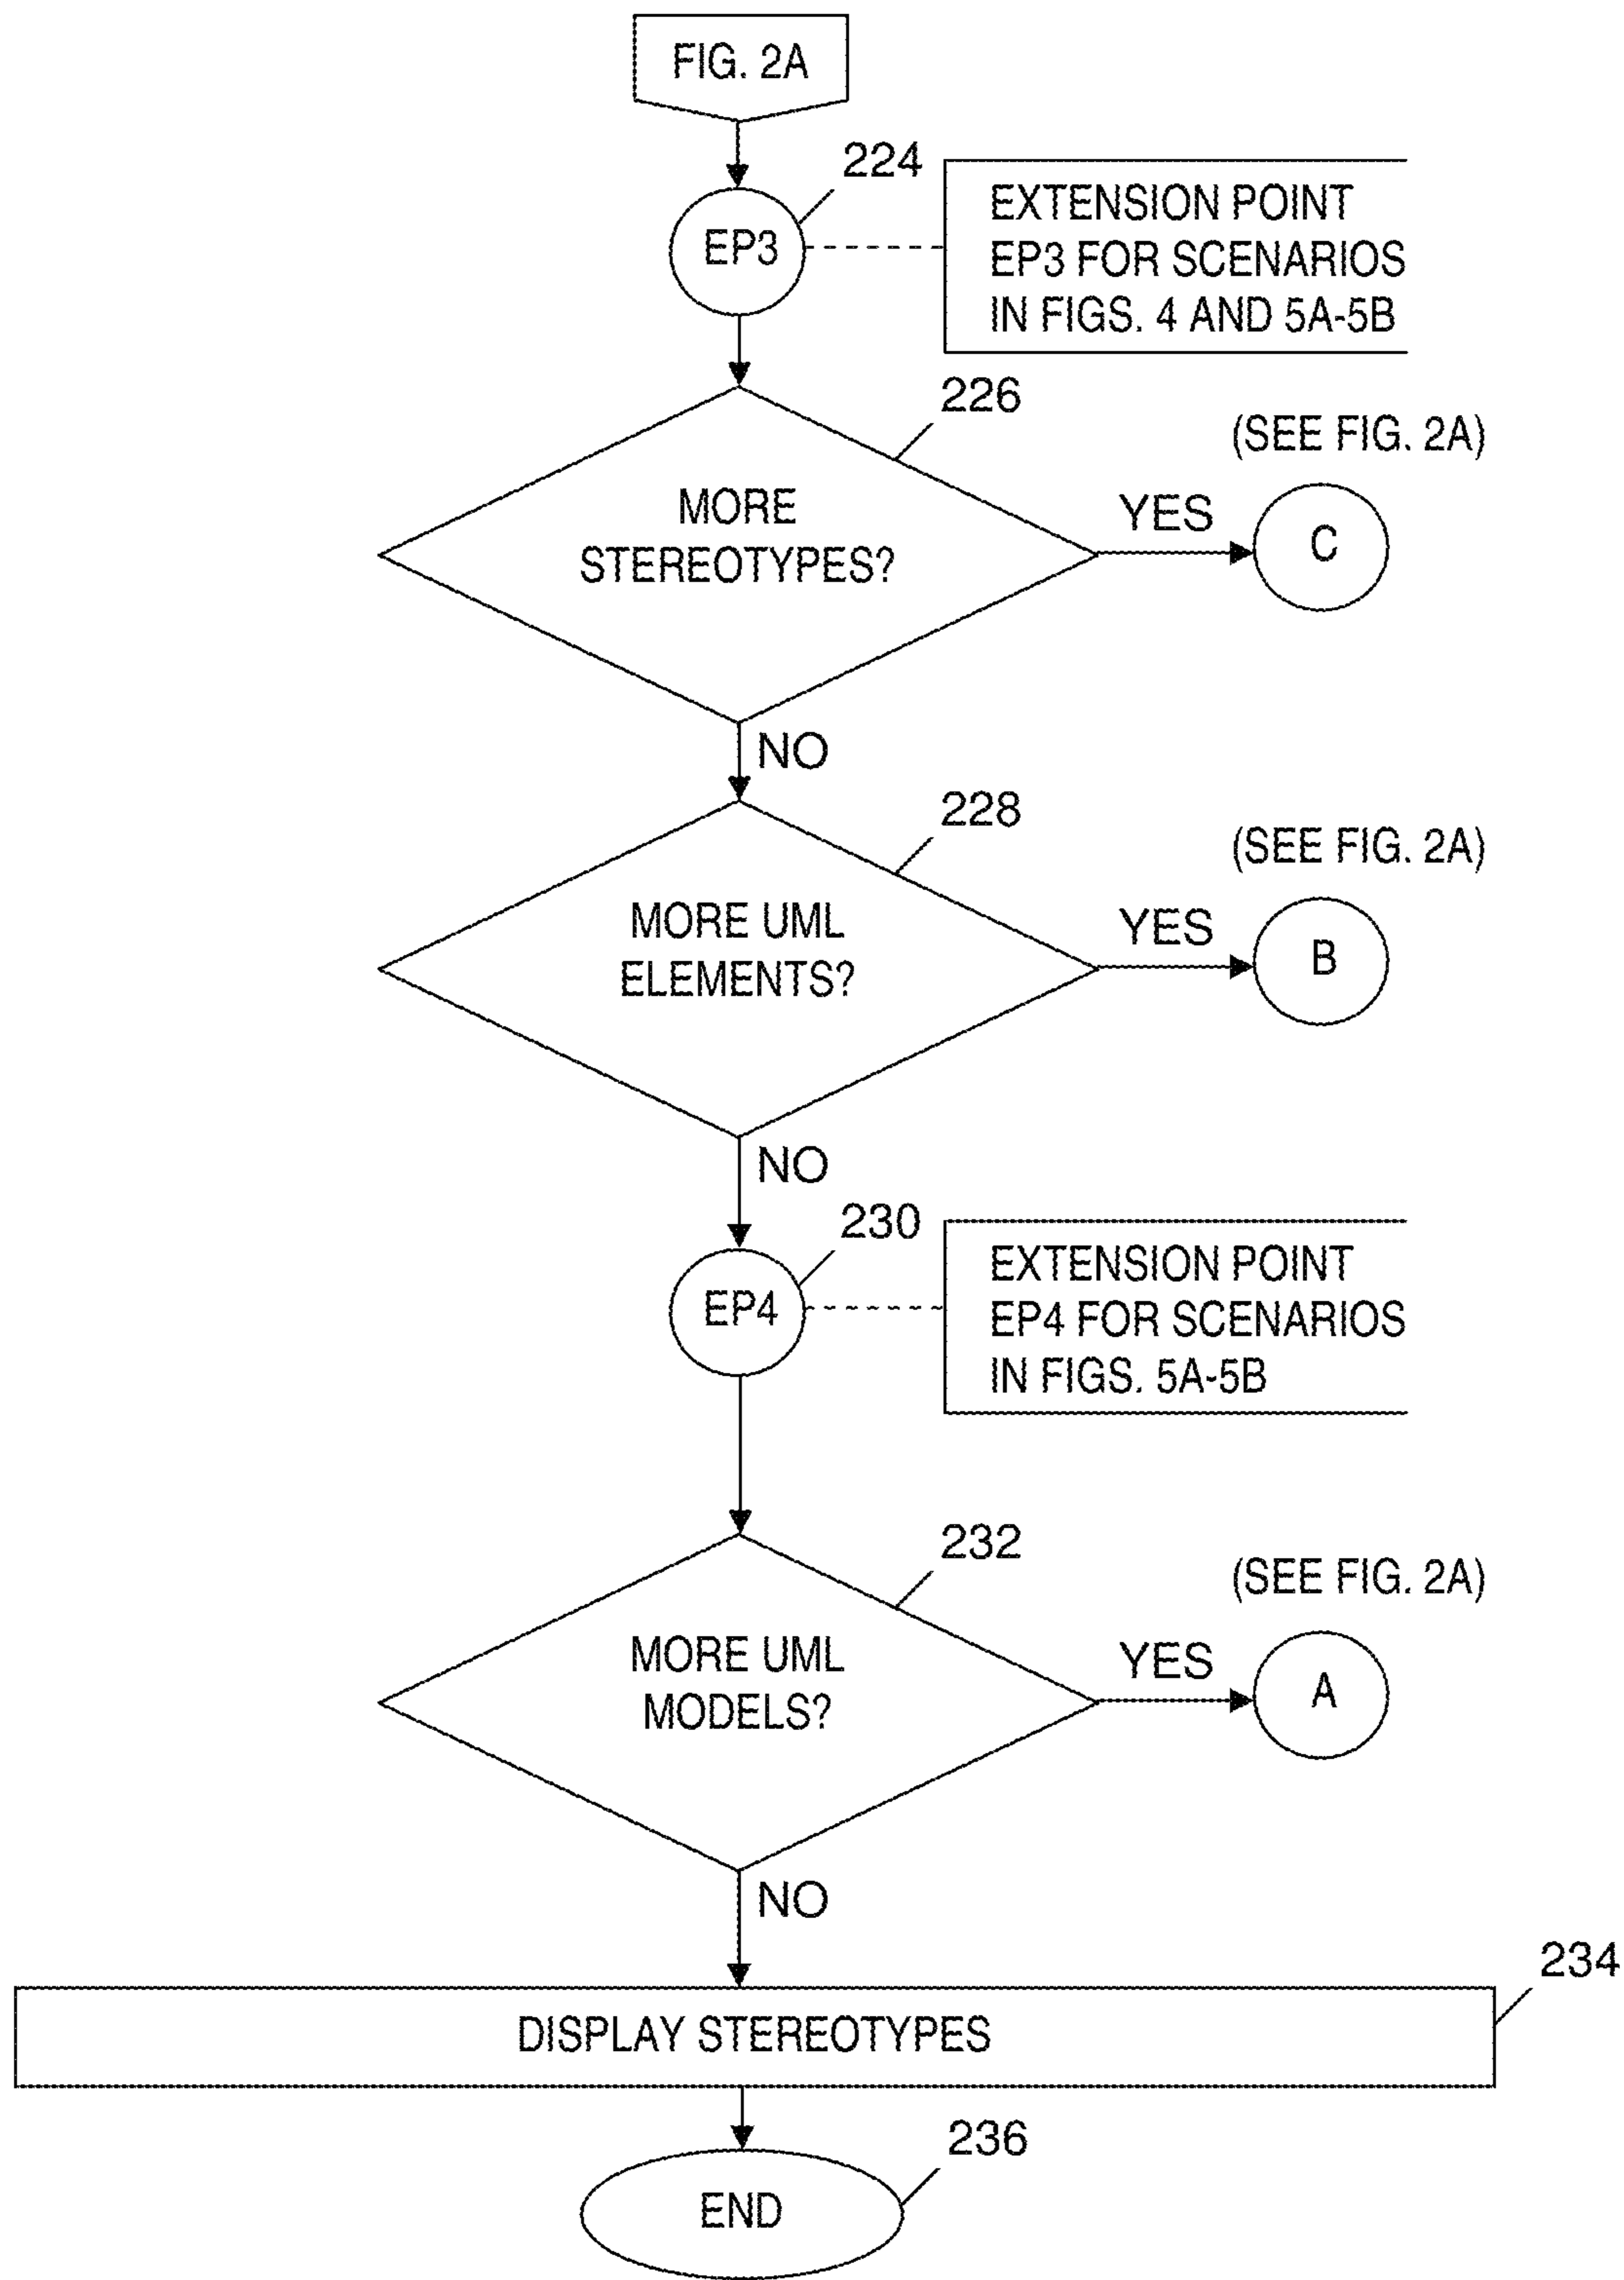 FIG. 2A
224
EP3
EXTENSION POINT
EP3 FOR SCENARIOS
IN FIGS. 4 AND 5A-5B
226
(SEE FIG. 2A)
MORE
STEREOTYPES?
YES
C
NO
228
(SEE FIG. 2A)
MORE UML
ELEMENTS?
YES
B
NO
230
EP4
EXTENSION POINT
EP4 FOR SCENARIOS
IN FIGS. 5A-5B
232
(SEE FIG. 2A)
MORE UML
MODELS?
YES
A
NO
234
DISPLAY STEREOTYPES
236
END